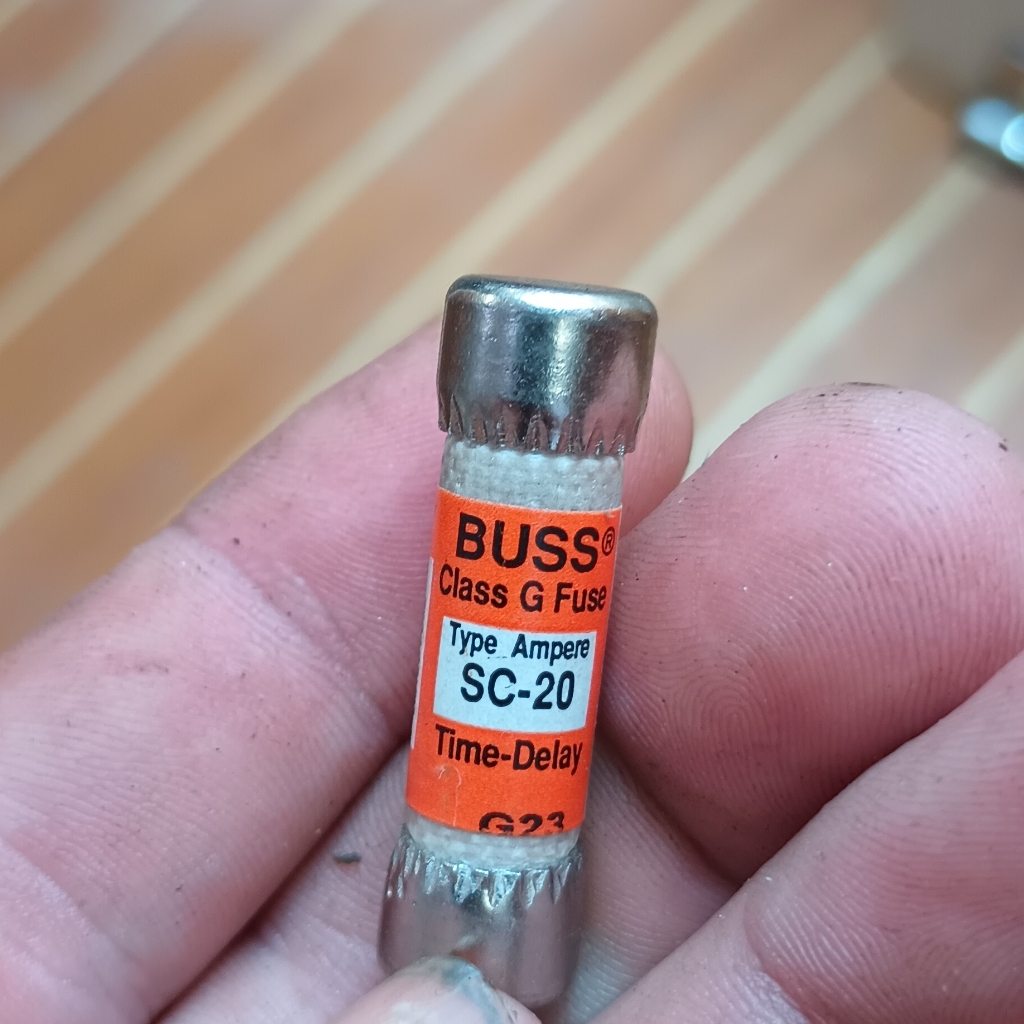 BUSS®
Class G Fuse
Type Ampere
SC-20
Time-Delay
G23